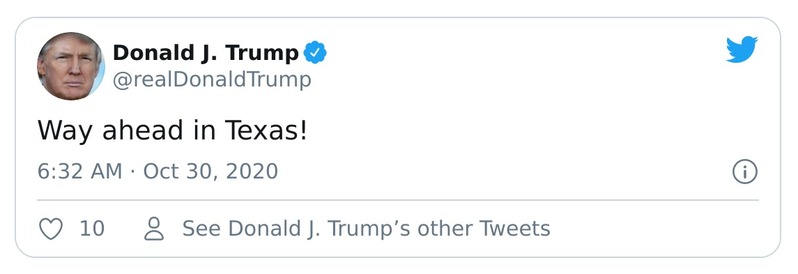 Donald J. Trump
@realDonaldTrump
Way ahead in Texas!
6:32 AM · Oct 30, 2020
10 See Donald J. Trump’s other Tweets